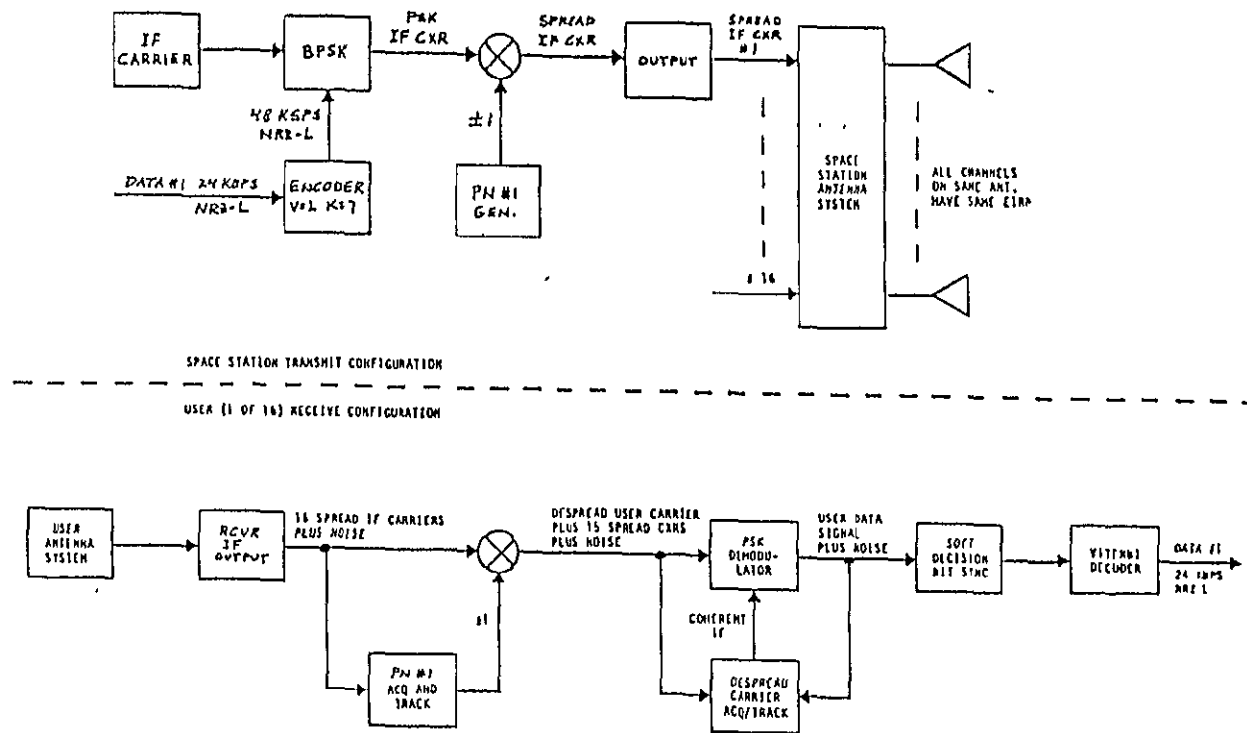 IF
CARRIER
BPSK
PSK
IF CXR
SPREAD
IF CXR
OUTPUT
SPREAD
IF CXR
#1
48 KSPS
NRZ-L
±1
DATA #1 24 KBPS
NRZ-L
ENCODER
V=2 K=7
PN #1
GEN.
SPACE
STATION
ANTENNA
SYSTEM
ALL CHANNELS
ON SAME ANT.
HAVE SAME EIRP
16
SPACE STATION TRANSMIT CONFIGURATION
USER (1 OF 16) RECEIVE CONFIGURATION
USER
ANTENNA
SYSTEM
RCVR
IF
OUTPUT
16 SPREAD IF CARRIERS
PLUS NOISE
±1
PN #1
ACQ AND
TRACK
DESPREAD USER CARRIER
PLUS 15 SPREAD CXRS
PLUS NOISE
PSK
DEMODU-
LATOR
COHERENT
IF
DESPREAD
CARRIER
ACQ/TRACK
USER DATA
SIGNAL
PLUS NOISE
SOFT
DECISION
BIT SYNC
VITERBI
DECODER
DATA #1
24 KBPS
NRZ L